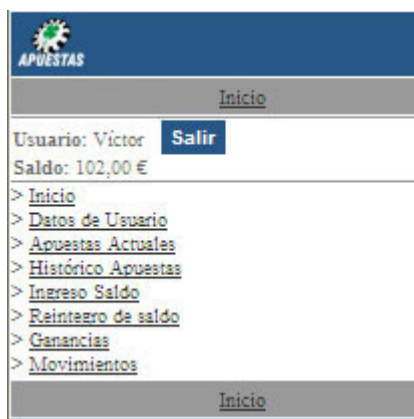 APUESTAS
Inicio
Usuario: Víctor Salir
Saldo: 102,00 €
> Inicio
> Datos de Usuario
> Apuestas Actuales
> Histórico Apuestas
> Ingreso Saldo
> Reintegro de saldo
> Ganancias
> Movimientos
Inicio